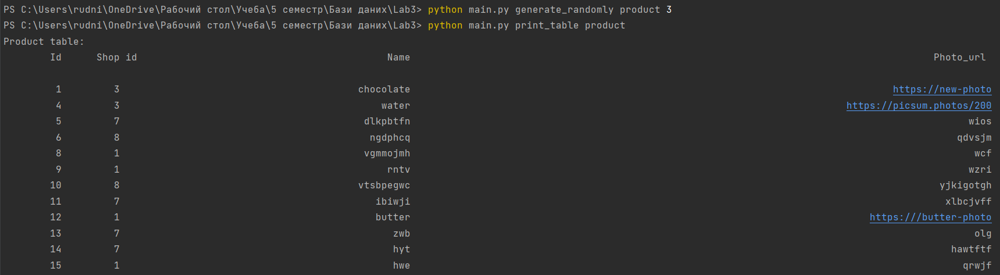 PS C:\Users\rudni\OneDrive\Рабочий стол\Учеба\5 семестр\Бази даних\Lab3> python main.py generate_randomly product 3
PS C:\Users\rudni\OneDrive\Рабочий стол\Учеба\5 семестр\Бази даних\Lab3> python main.py print_table product
Product table:
Id Shop id Name Photo_url
1 3 chocolate https://new-photo
4 3 water https://picsum.photos/200
5 7 dlkpbtfn wios
6 8 ngdphcq qdvsjm
8 1 vgmmojmh wcf
9 1 rntv wzri
10 8 vtsbpegwc yjkigotgh
11 7 ibiwji xlbcjvff
12 1 butter https:///butter-photo
13 7 zwb olg
14 7 hyt hawtftf
15 1 hwe qrwjf